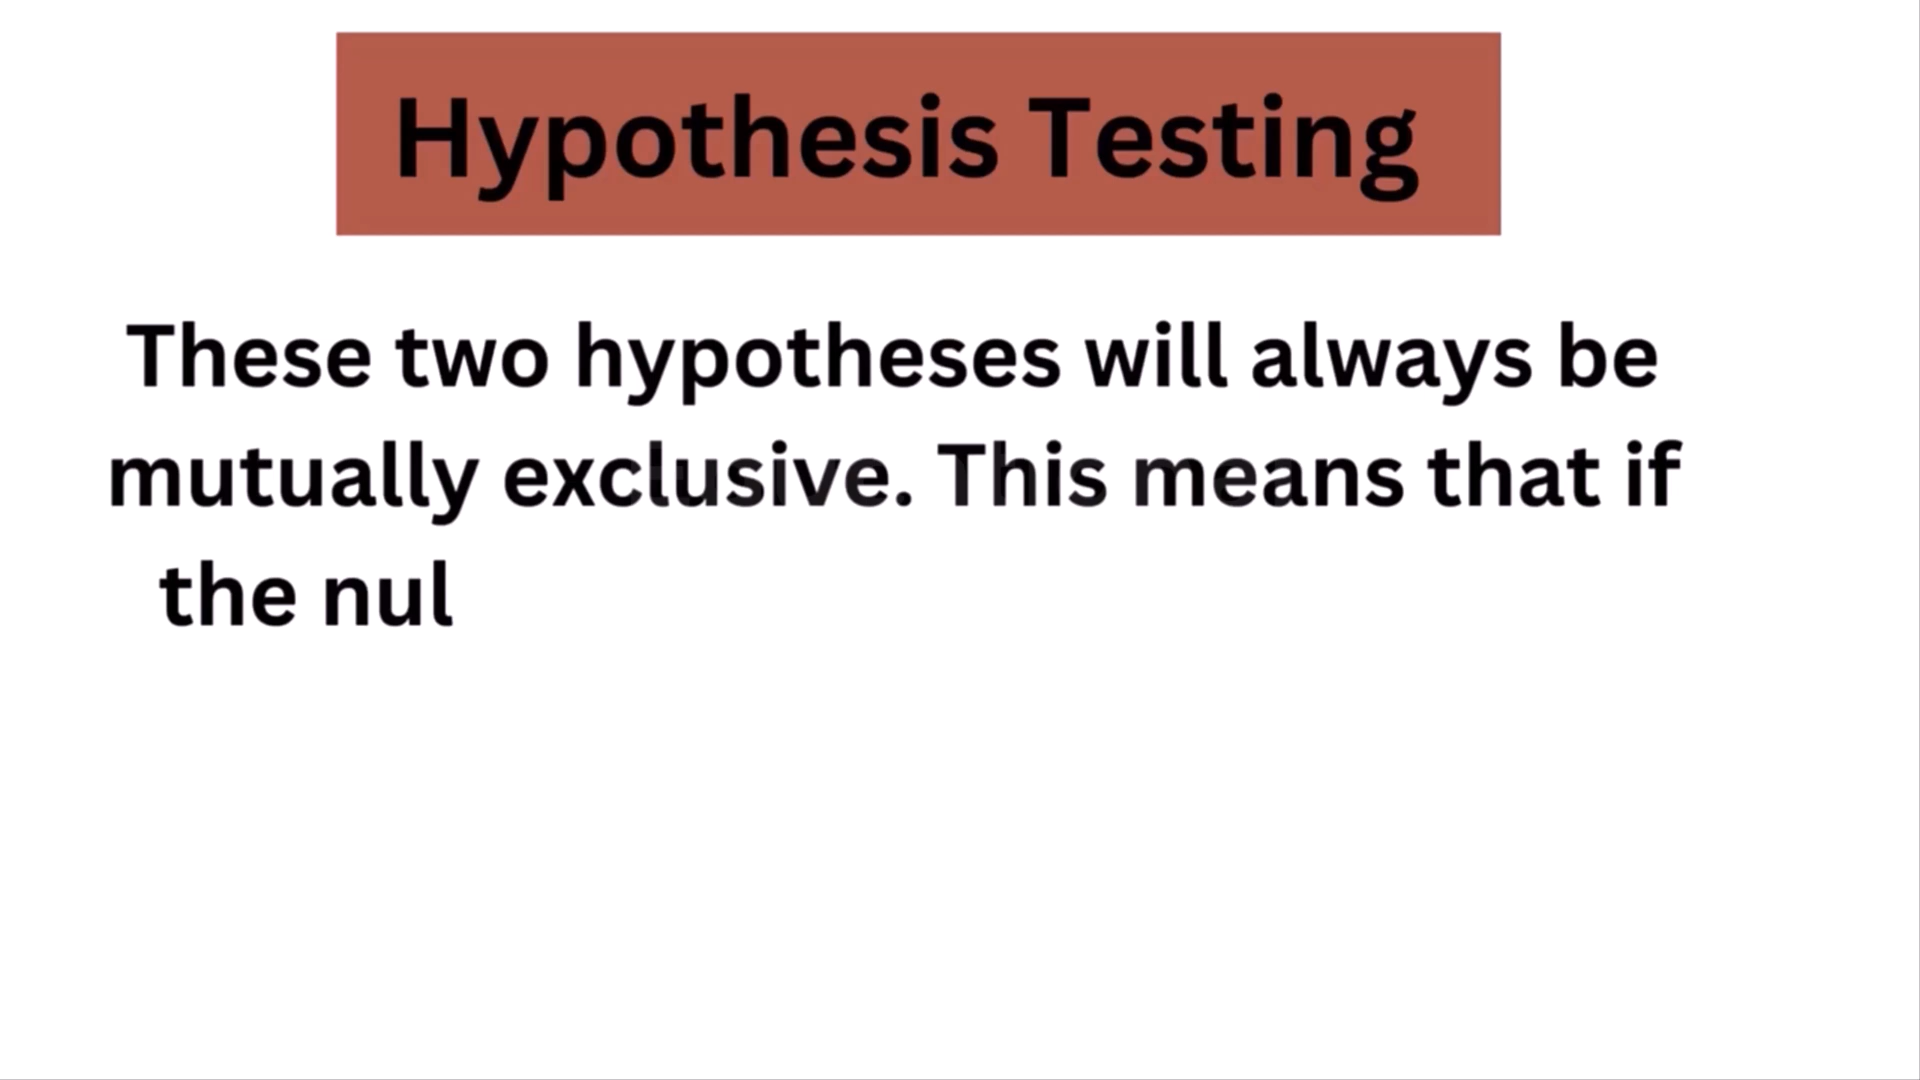 Hypothesis Testing
These two hypotheses will always be
mutually exclusive. This means that if
the nul